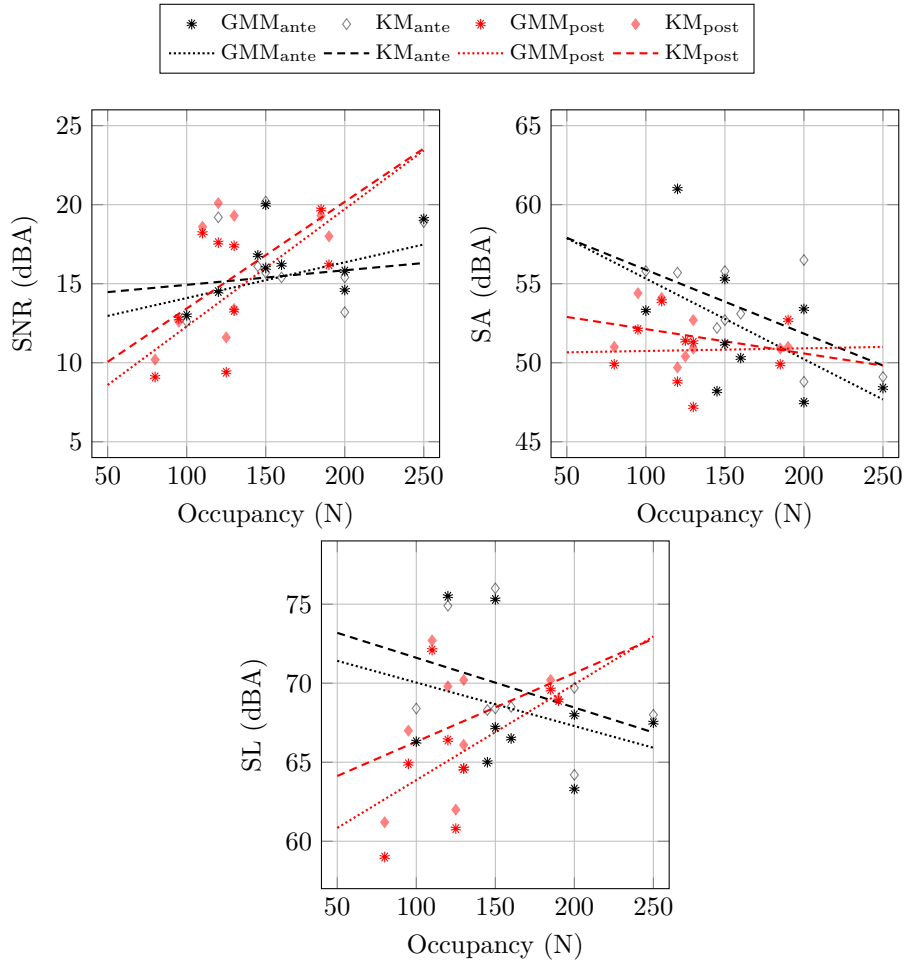 GMMante KMante GMMpost KMpost
GMMante KMante GMMpost KMpost
25
20
15
10
5
SNR (dBA)
50 100 150 200 250
Occupancy (N)
65
60
55
50
45
SA (dBA)
50 100 150 200 250
Occupancy (N)
75
70
65
60
SL (dBA)
50 100 150 200 250
Occupancy (N)